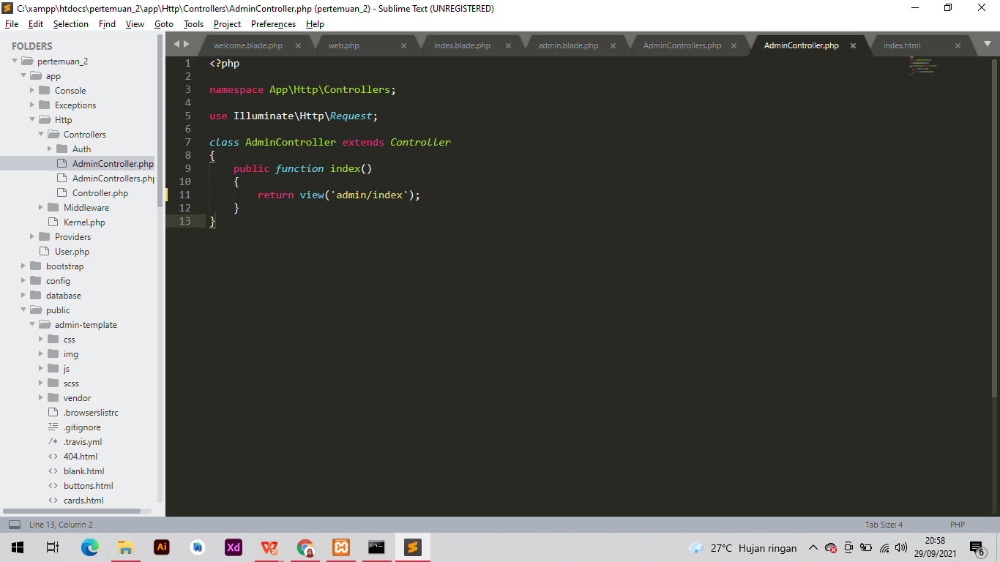 C:\xampp\htdocs\pertemuan_2\app\Http\Controllers\AdminController.php (pertemuan_2) - Sublime Text (UNREGISTERED)
File Edit Selection Find View Goto Tools Project Preferences Help
FOLDERS
pertemuan_2
app
Console
Exceptions
Http
Controllers
Auth
AdminController.php
AdminControllers.php
Controller.php
Middleware
Kernel.php
Providers
User.php
bootstrap
config
database
public
admin-template
css
img
js
scss
vendor
.browserslistrc
.gitignore
.travis.yml
404.html
blank.html
buttons.html
cards.html
welcome.blade.php web.php index.blade.php admin.blade.php AdminControllers.php AdminController.php index.html
1 <?php
2
3 namespace App\Http\Controllers;
4
5 use Illuminate\Http\Request;
6
7 class AdminController extends Controller
8 {
9 public function index()
10 {
11 return view('admin/index');
12 }
13 }
Line 13, Column 2 Tab Size: 4 PHP
Ai Xd
27°C Hujan ringan
20:58
29/09/2021
6